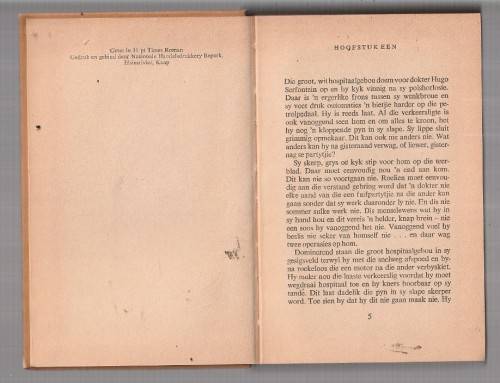 Geset in 11 pt Times Roman
Gedruk en gebind deur Nasionale Handelsdrukkery Beperk,
Elsiesrivier, Kaap
HOOFSTUK EEN
Die groot, wit hospitaalgebou doem voor dokter Hugo
Serfontein op en hy kyk vinnig na sy polshorlosie.
Daar is 'n ergerlike frons tussen sy wenkbroue en
sy voet druk outomaties 'n bietjie harder op die pe-
trolpedaal. Hy is reeds laat. Al die verkeersligte is
ook vanoggend teen hom en om alles te kroon, het
hy nog 'n kloppende pyn in sy slape. Sy lippe sluit
grimmig opmekaar. Dit kan ook mos anders nie. Wat
anders kan hy na gisteraand verwag, of liewer, gister-
nag se partytjie?
Sy skerp, grys oë kyk stip voor hom op die teer-
blad. Daar moet eenvoudig nou 'n end aan kom.
Dit kan nie so voortgaan nie. Roelien moet eenvou-
dig aan die verstand gebring word dat 'n dokter nie
elke aand van die een fuifpartytjie na die ander kan
gaan sonder dat sy werk daaronder ly nie. En dis nie
sommer sulke werk nie. Dis menselewens wat hy in
sy hand hou en dit vereis 'n helder, knap brein – nie
een soos hy vanoggend het nie. Vanoggend voel hy
beslis nie seker van homself nie . . . en daar wag
twee operasies op hom.
Dominerend staan die groot hospitaalgebou in sy
gesigsveld terwyl hy met die snelweg afspoed en by-
na roekeloos die een motor na die ander verbyskiet.
Hy moet nou die laaste verkeerslig voordat hy moet
wegdraai hospitaal toe en hy kners hoorbaar op sy
tande. Dit laat dadelik die pyn in sy slape skerper
word. Toe sien hy dat hy dit nie gaan maak nie. Hy
5